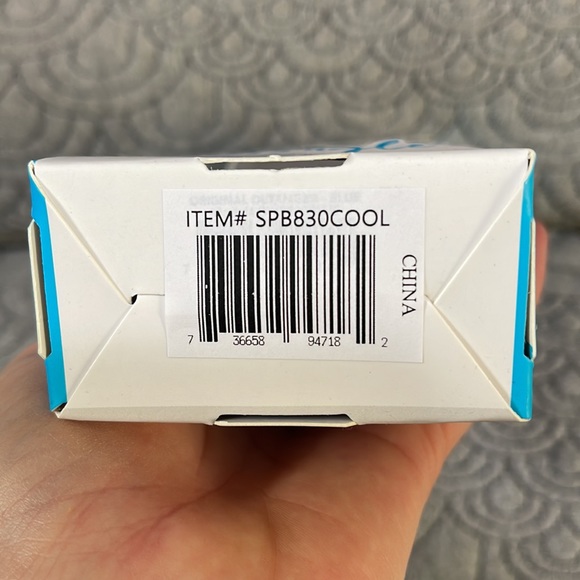 ITEM# SPB830COOL
CHINA
7 36658 94718 2